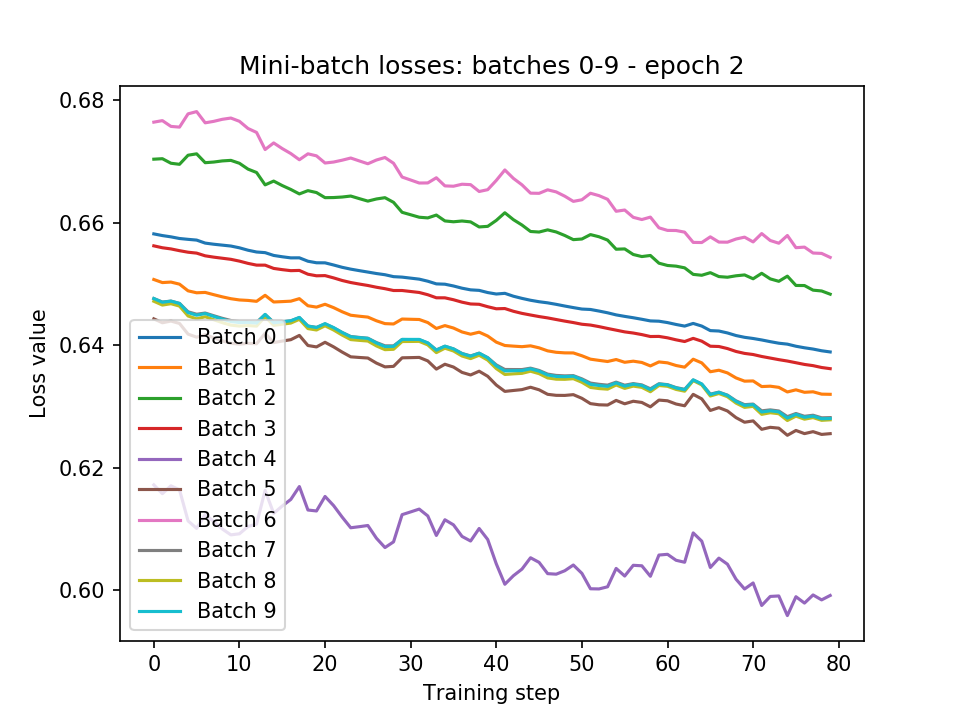 Mini-batch losses: batches 0-9 - epoch 2
0.68
0.66
0.64
0.62
0.60
Loss value
Batch 0
Batch 1
Batch 2
Batch 3
Batch 4
Batch 5
Batch 6
Batch 7
Batch 8
Batch 9
0 10 20 30 40 50 60 70 80
Training step